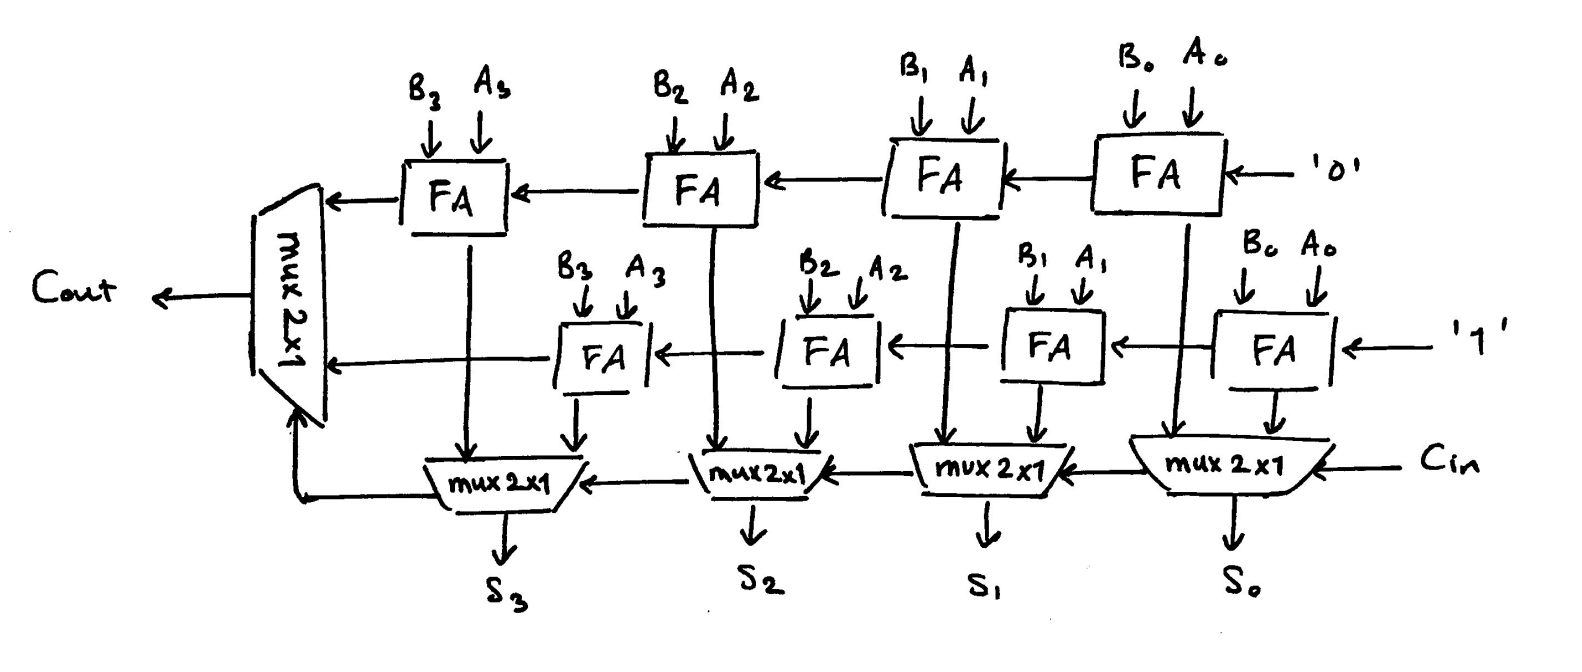 B₃ A₃ B₂ A₂ B₁ A₁ B₀ A₀
FA FA FA FA '0'
mux 2x1
B₃ A₃ B₂ A₂ B₁ A₁ B₀ A₀
Cout
FA FA FA FA '1'
mux 2x1 mux 2x1 mux 2x1 mux 2x1 Cin
S₃ S₂ S₁ S₀